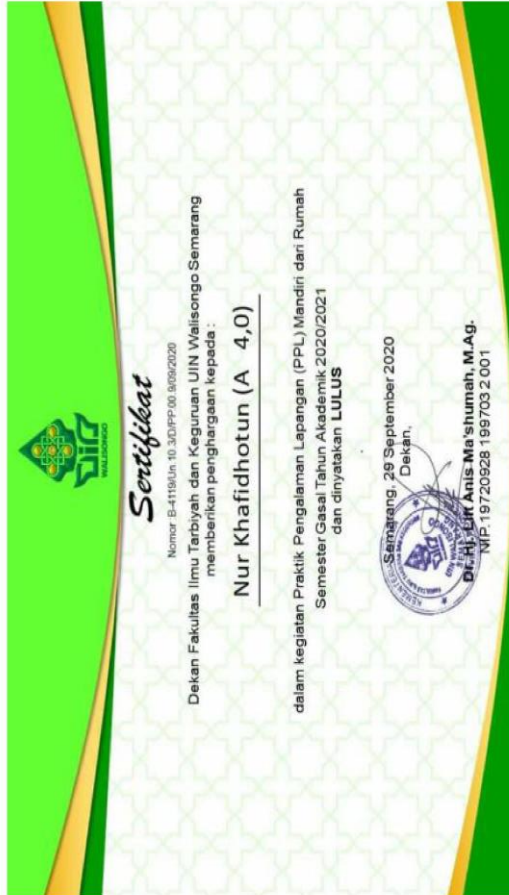 UIN
WALISONGO
Sertifikat
Nomor B-4119/Un.10.3/D/PP.00.9/09/2020
Dekan Fakultas Ilmu Tarbiyah dan Keguruan UIN Walisongo Semarang
memberikan penghargaan kepada :
Nur Khafidhotun (A 4,0)
dalam kegiatan Praktik Pengalaman Lapangan (PPL) Mandiri dari Rumah
Semester Gasal Tahun Akademik 2020/2021
dan dinyatakan LULUS
Semarang, 29 September 2020
Dekan,
Dr. Hj. Lift Anis Ma'shumah, M.Ag.
NIP.19720928 199703 2 001